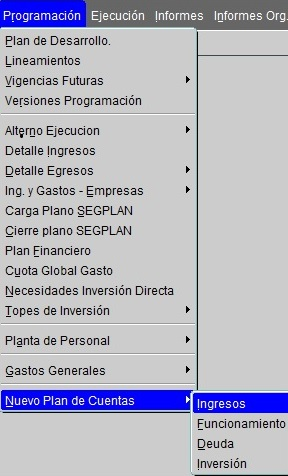 Programación Ejecución Informes Informes Org.
Plan de Desarrollo.
Lineamientos
Vigencias Futuras
Versiones Programación
Alterno Ejecucion
Detalle Ingresos
Detalle Egresos
Ing. y Gastos - Empresas
Carga Plano SEGPLAN
Cierre plano SEGPLAN
Plan Financiero
Cuota Global Gasto
Necesidades Inversión Directa
Topes de Inversión
Planta de Personal
Gastos Generales
Nuevo Plan de Cuentas
Ingresos
Funcionamiento
Deuda
Inversión